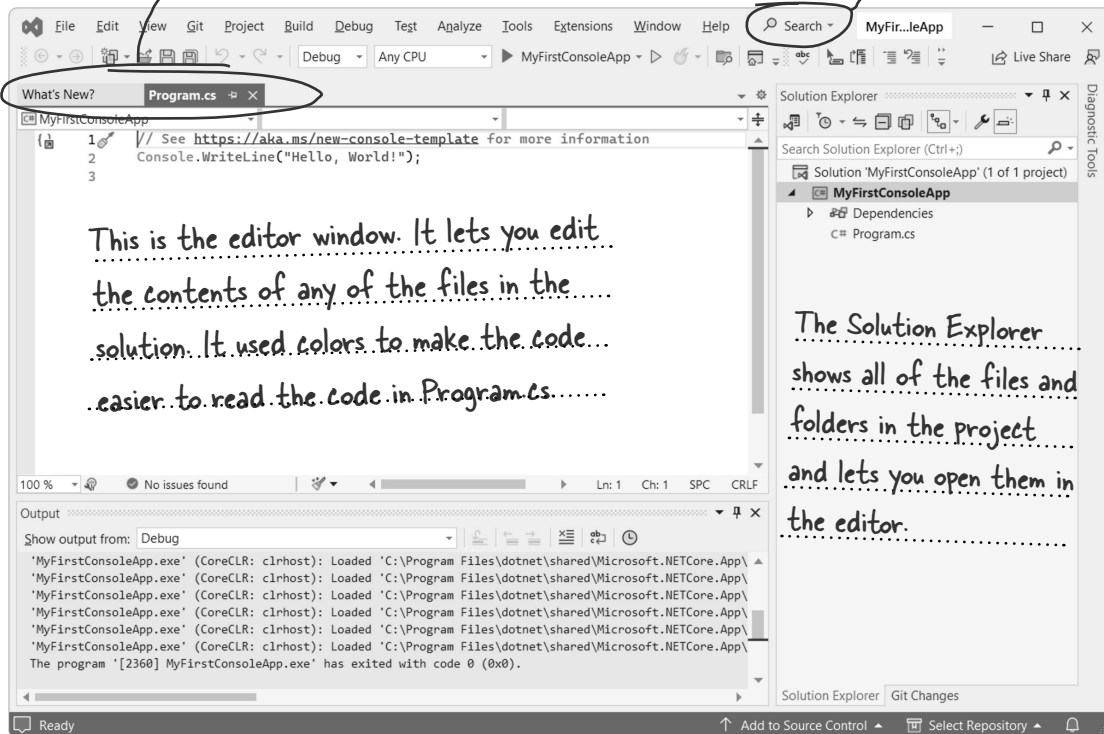 File Edit View Git Project Build Debug Test Analyze Tools Extensions Window Help Search MyFir...leApp
Debug Any CPU MyFirstConsoleApp Live Share
What's New? Program.cs
MyFirstConsoleApp
1 // See https://aka.ms/new-console-template for more information
2 Console.WriteLine("Hello, World!");
3
This is the editor window. It lets you edit
the contents of any of the files in the
solution. It used colors to make the code
easier to read the code in Program.cs.
100 % No issues found Ln: 1 Ch: 1 SPC CRLF
Output
Show output from: Debug
'MyFirstConsoleApp.exe' (CoreCLR: clrhost): Loaded 'C:\Program Files\dotnet\shared\Microsoft.NETCore.App\
'MyFirstConsoleApp.exe' (CoreCLR: clrhost): Loaded 'C:\Program Files\dotnet\shared\Microsoft.NETCore.App\
'MyFirstConsoleApp.exe' (CoreCLR: clrhost): Loaded 'C:\Program Files\dotnet\shared\Microsoft.NETCore.App\
'MyFirstConsoleApp.exe' (CoreCLR: clrhost): Loaded 'C:\Program Files\dotnet\shared\Microsoft.NETCore.App\
'MyFirstConsoleApp.exe' (CoreCLR: clrhost): Loaded 'C:\Program Files\dotnet\shared\Microsoft.NETCore.App\
'MyFirstConsoleApp.exe' (CoreCLR: clrhost): Loaded 'C:\Program Files\dotnet\shared\Microsoft.NETCore.App\
The program '[2360] MyFirstConsoleApp.exe' has exited with code 0 (0x0).
Solution Explorer
Search Solution Explorer (Ctrl+;)
Solution 'MyFirstConsoleApp' (1 of 1 project)
C# MyFirstConsoleApp
Dependencies
C# Program.cs
The Solution Explorer
shows all of the files and
folders in the project
and lets you open them in
the editor.
Solution Explorer Git Changes
Diagnostic Tools
Ready Add to Source Control Select Repository